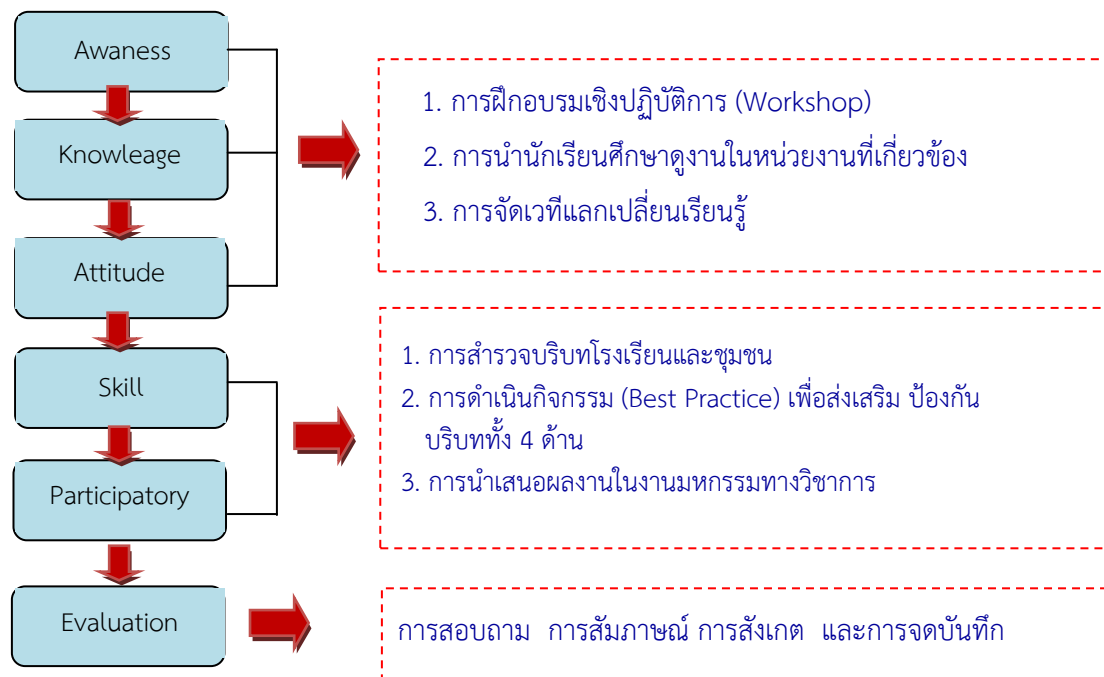 Awaness
Knowleage
Attitude
1. การฝึกอบรมเชิงปฏิบัติการ (Workshop)
2. การนำนักเรียนศึกษาดูงานในหน่วยงานที่เกี่ยวข้อง
3. การจัดเวทีแลกเปลี่ยนเรียนรู้
Skill
Participatory
1. การสำรวจบริบทโรงเรียนและชุมชน
2. การดำเนินกิจกรรม (Best Practice) เพื่อส่งเสริม ป้องกัน
บริบททั้ง 4 ด้าน
3. การนำเสนอผลงานในงานมหกรรมทางวิชาการ
Evaluation
การสอบถาม การสัมภาษณ์ การสังเกต และการจดบันทึก